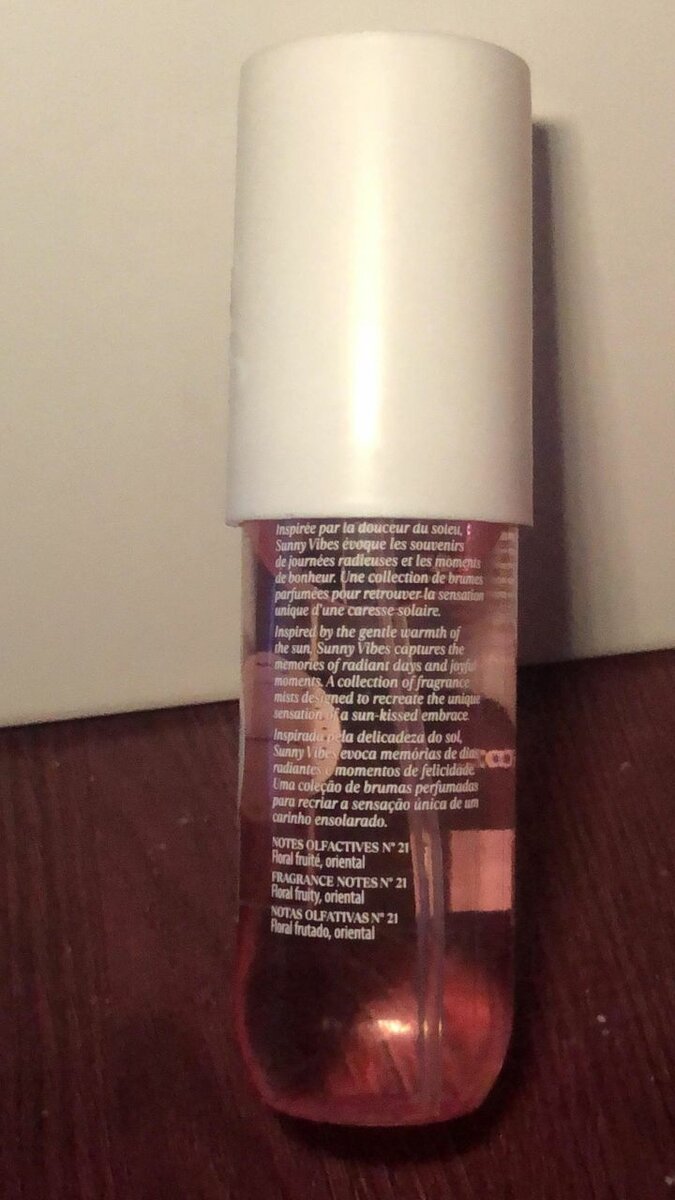 Inspirée par la douceur du soleil,
Sunny Vibes évoque les souvenirs
de journées radieuses et les moments
de bonheur. Une collection de brumes
parfumées pour retrouver la sensation
unique d'une caresse solaire.
Inspired by the gentle warmth of
the sun, Sunny Vibes captures the
memories of radiant days and joyful
moments. A collection of fragrance
mists designed to recreate the unique
sensation of a sun-kissed embrace.
Inspirada pela delicadeza do sol,
Sunny Vibes evoca memórias de dias
radiantes e momentos de felicidade.
Uma coleção de brumas perfumadas
para recriar a sensação única de um
carinho ensolarado.
NOTES OLFACTIVES N° 21
Floral fruité, oriental
FRAGRANCE NOTES N° 21
Floral fruity, oriental
NOTAS OLFATIVAS N° 21
Floral frutado, oriental